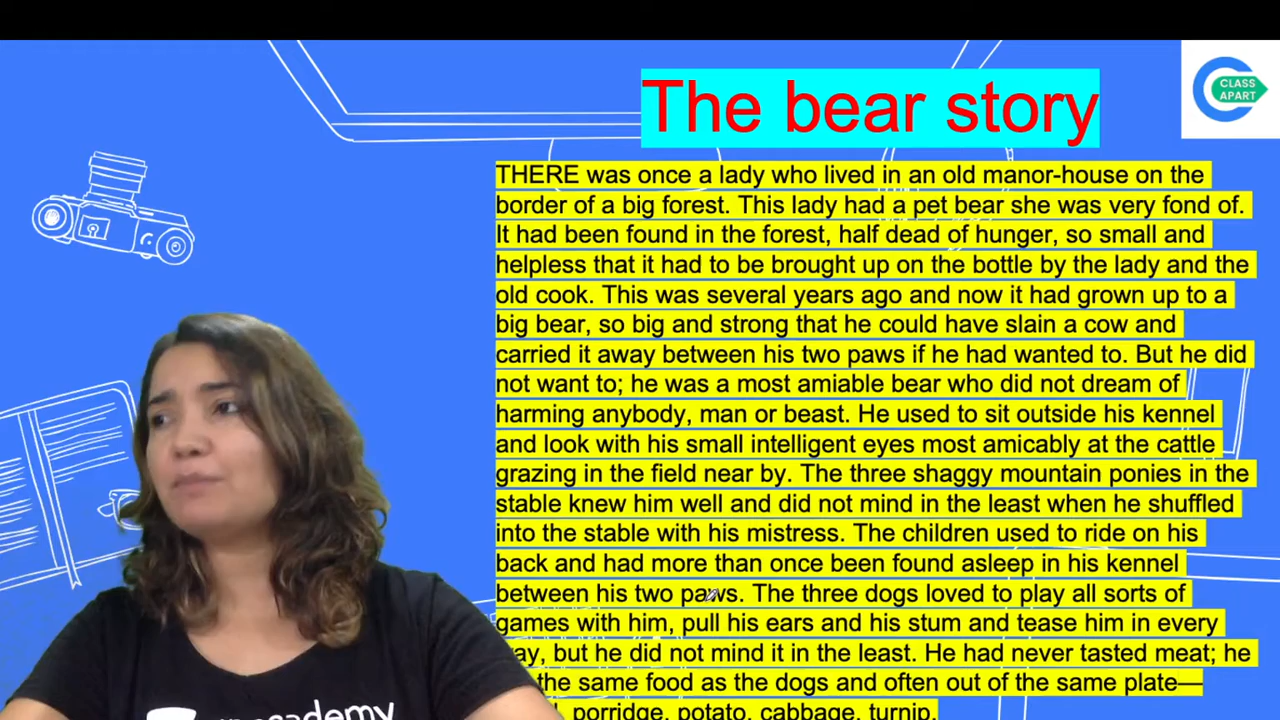 The bear story
CLASS
APART
THERE was once a lady who lived in an old manor-house on the
border of a big forest. This lady had a pet bear she was very fond of.
It had been found in the forest, half dead of hunger, so small and
helpless that it had to be brought up on the bottle by the lady and the
old cook. This was several years ago and now it had grown up to a
big bear, so big and strong that he could have slain a cow and
carried it away between his two paws if he had wanted to. But he did
not want to; he was a most amiable bear who did not dream of
harming anybody, man or beast. He used to sit outside his kennel
and look with his small intelligent eyes most amicably at the cattle
grazing in the field near by. The three shaggy mountain ponies in the
stable knew him well and did not mind in the least when he shuffled
into the stable with his mistress. The children used to ride on his
back and had more than once been found asleep in his kennel
between his two paws. The three dogs loved to play all sorts of
games with him, pull his ears and his stum and tease him in every
but he did not mind it in the least. He had never tasted meat; he
the same food as the dogs and often out of the same plate—
porridge, potato, cabbage, turnip.